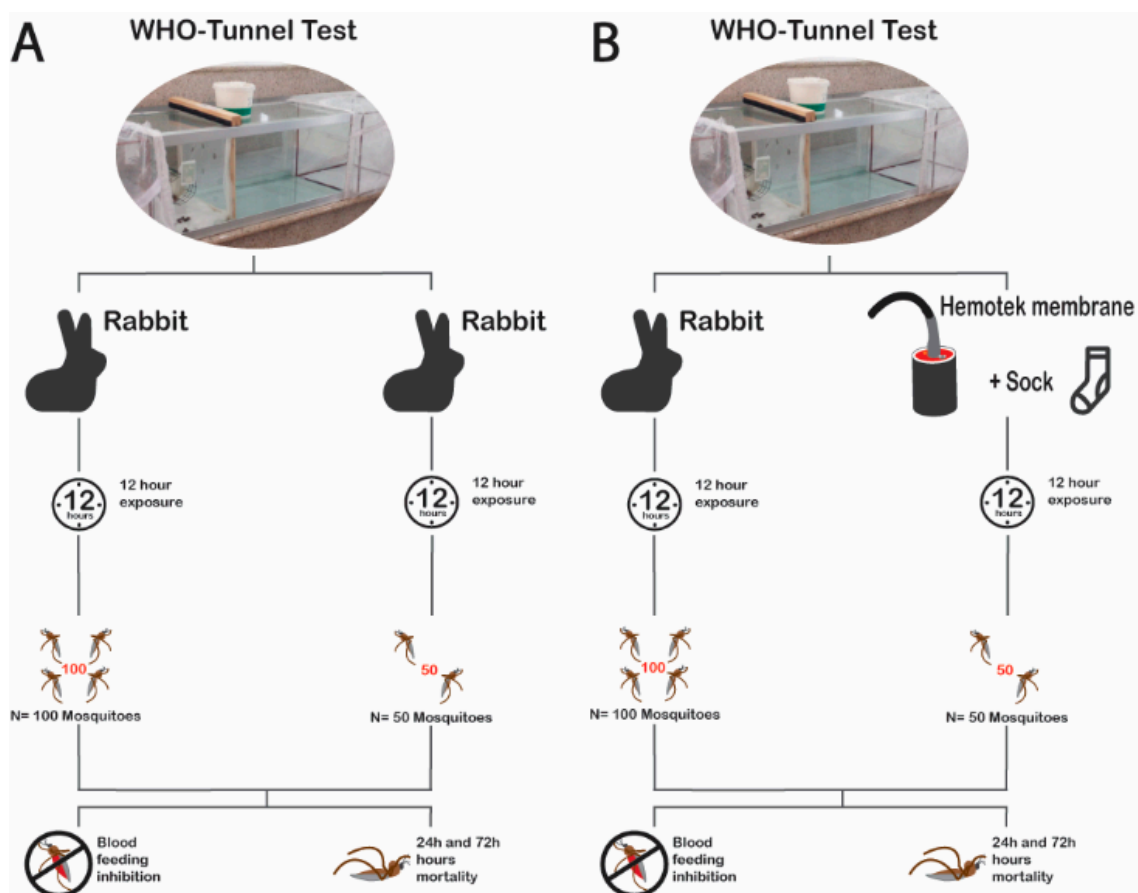 A
WHO-Tunnel Test
Rabbit
Rabbit
12
hours
12 hour
exposure
12
hours
12 hour
exposure
100
50
N= 100 Mosquitoes
N= 50 Mosquitoes
Blood
feeding
inhibition
24h and 72h
hours
mortality
B
WHO-Tunnel Test
Rabbit
Hemotek membrane
+ Sock
12
hours
12 hour
exposure
12
hours
12 hour
exposure
100
50
N= 100 Mosquitoes
N= 50 Mosquitoes
Blood
feeding
inhibition
24h and 72h
hours
mortality